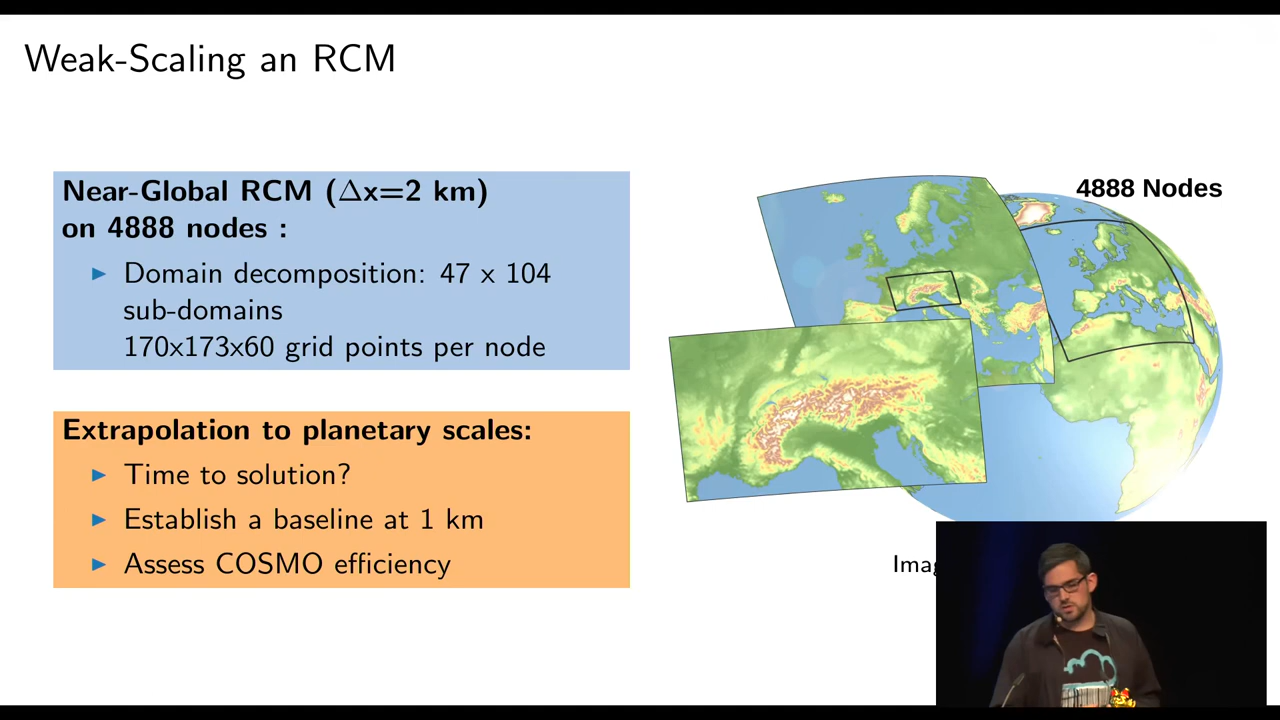 Weak-Scaling an RCM
Near-Global RCM (Δx=2 km)
on 4888 nodes :
Domain decomposition: 47 x 104
sub-domains
170x173x60 grid points per node
Extrapolation to planetary scales:
Time to solution?
Establish a baseline at 1 km
Assess COSMO efficiency
4888 Nodes